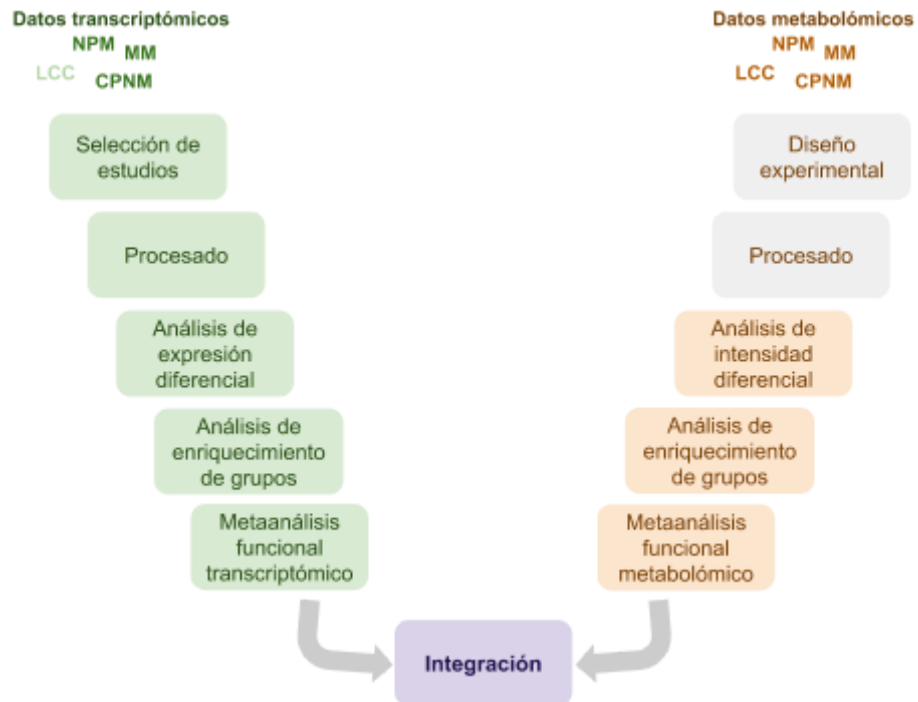 Datos transcriptómicos
NPM MM
LCC CPNM
Selección de
estudios
Procesado
Análisis de
expresión
diferencial
Análisis de
enriquecimiento
de grupos
Metaanálisis
funcional
transcriptómico
Datos metabolómicos
NPM MM
LCC CPNM
Diseño
experimental
Procesado
Análisis de
intensidad
diferencial
Análisis de
enriquecimiento
de grupos
Metaanálisis
funcional
metabolómico
Integración